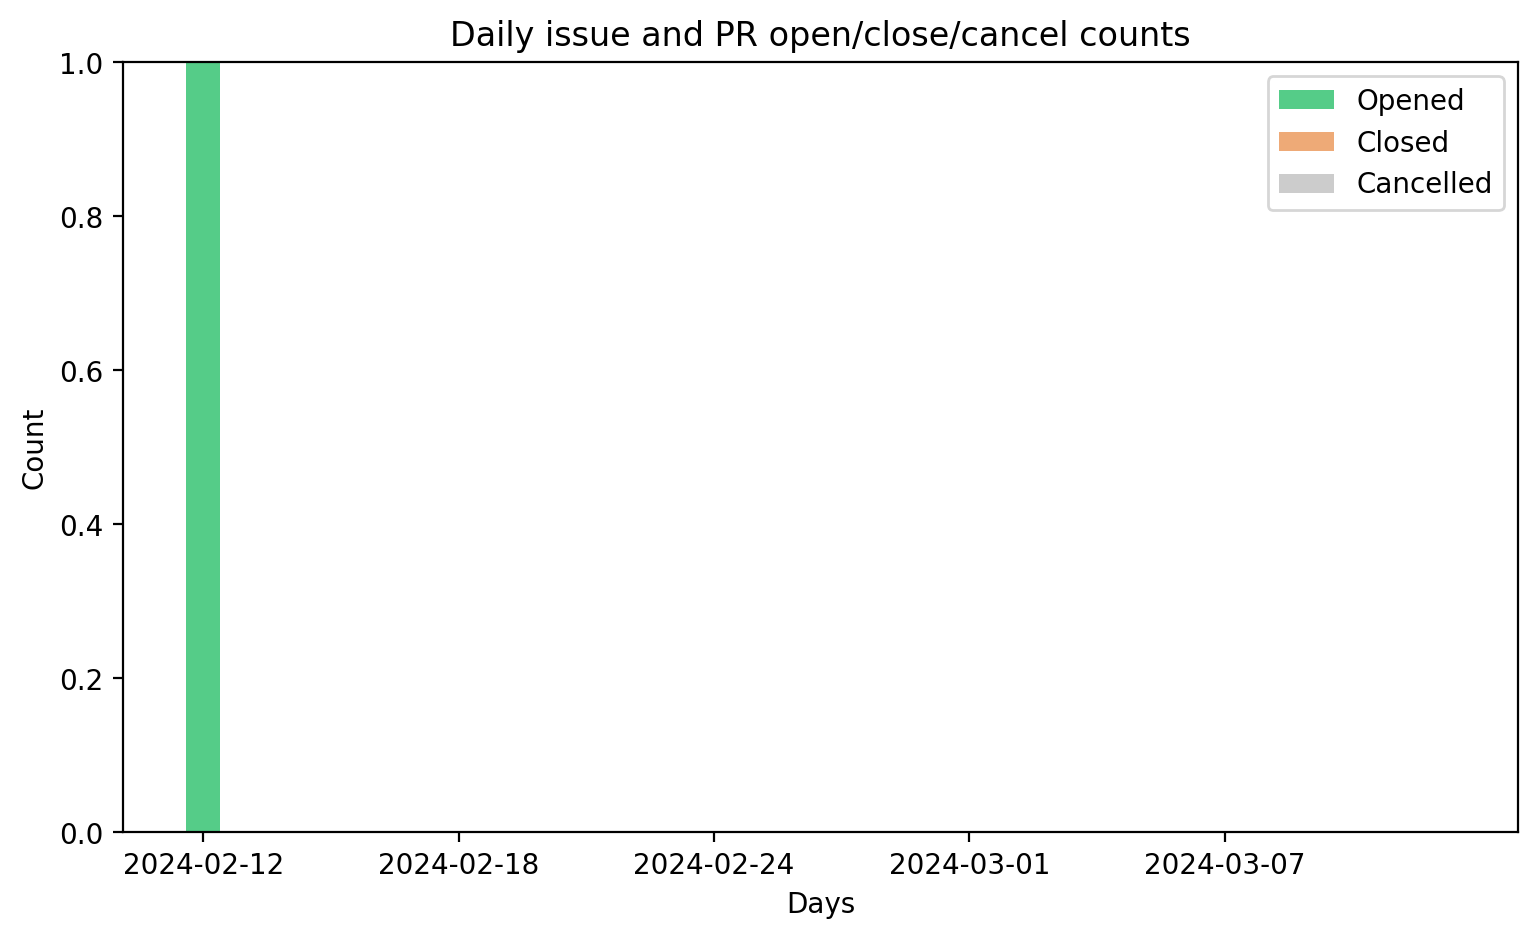 Daily issue and PR open/close/cancel counts
1.0
0.8
0.6
0.4
0.2
0.0
Count
Opened
Closed
Cancelled
2024-02-12
2024-02-18
2024-02-24
2024-03-01
2024-03-07
Days